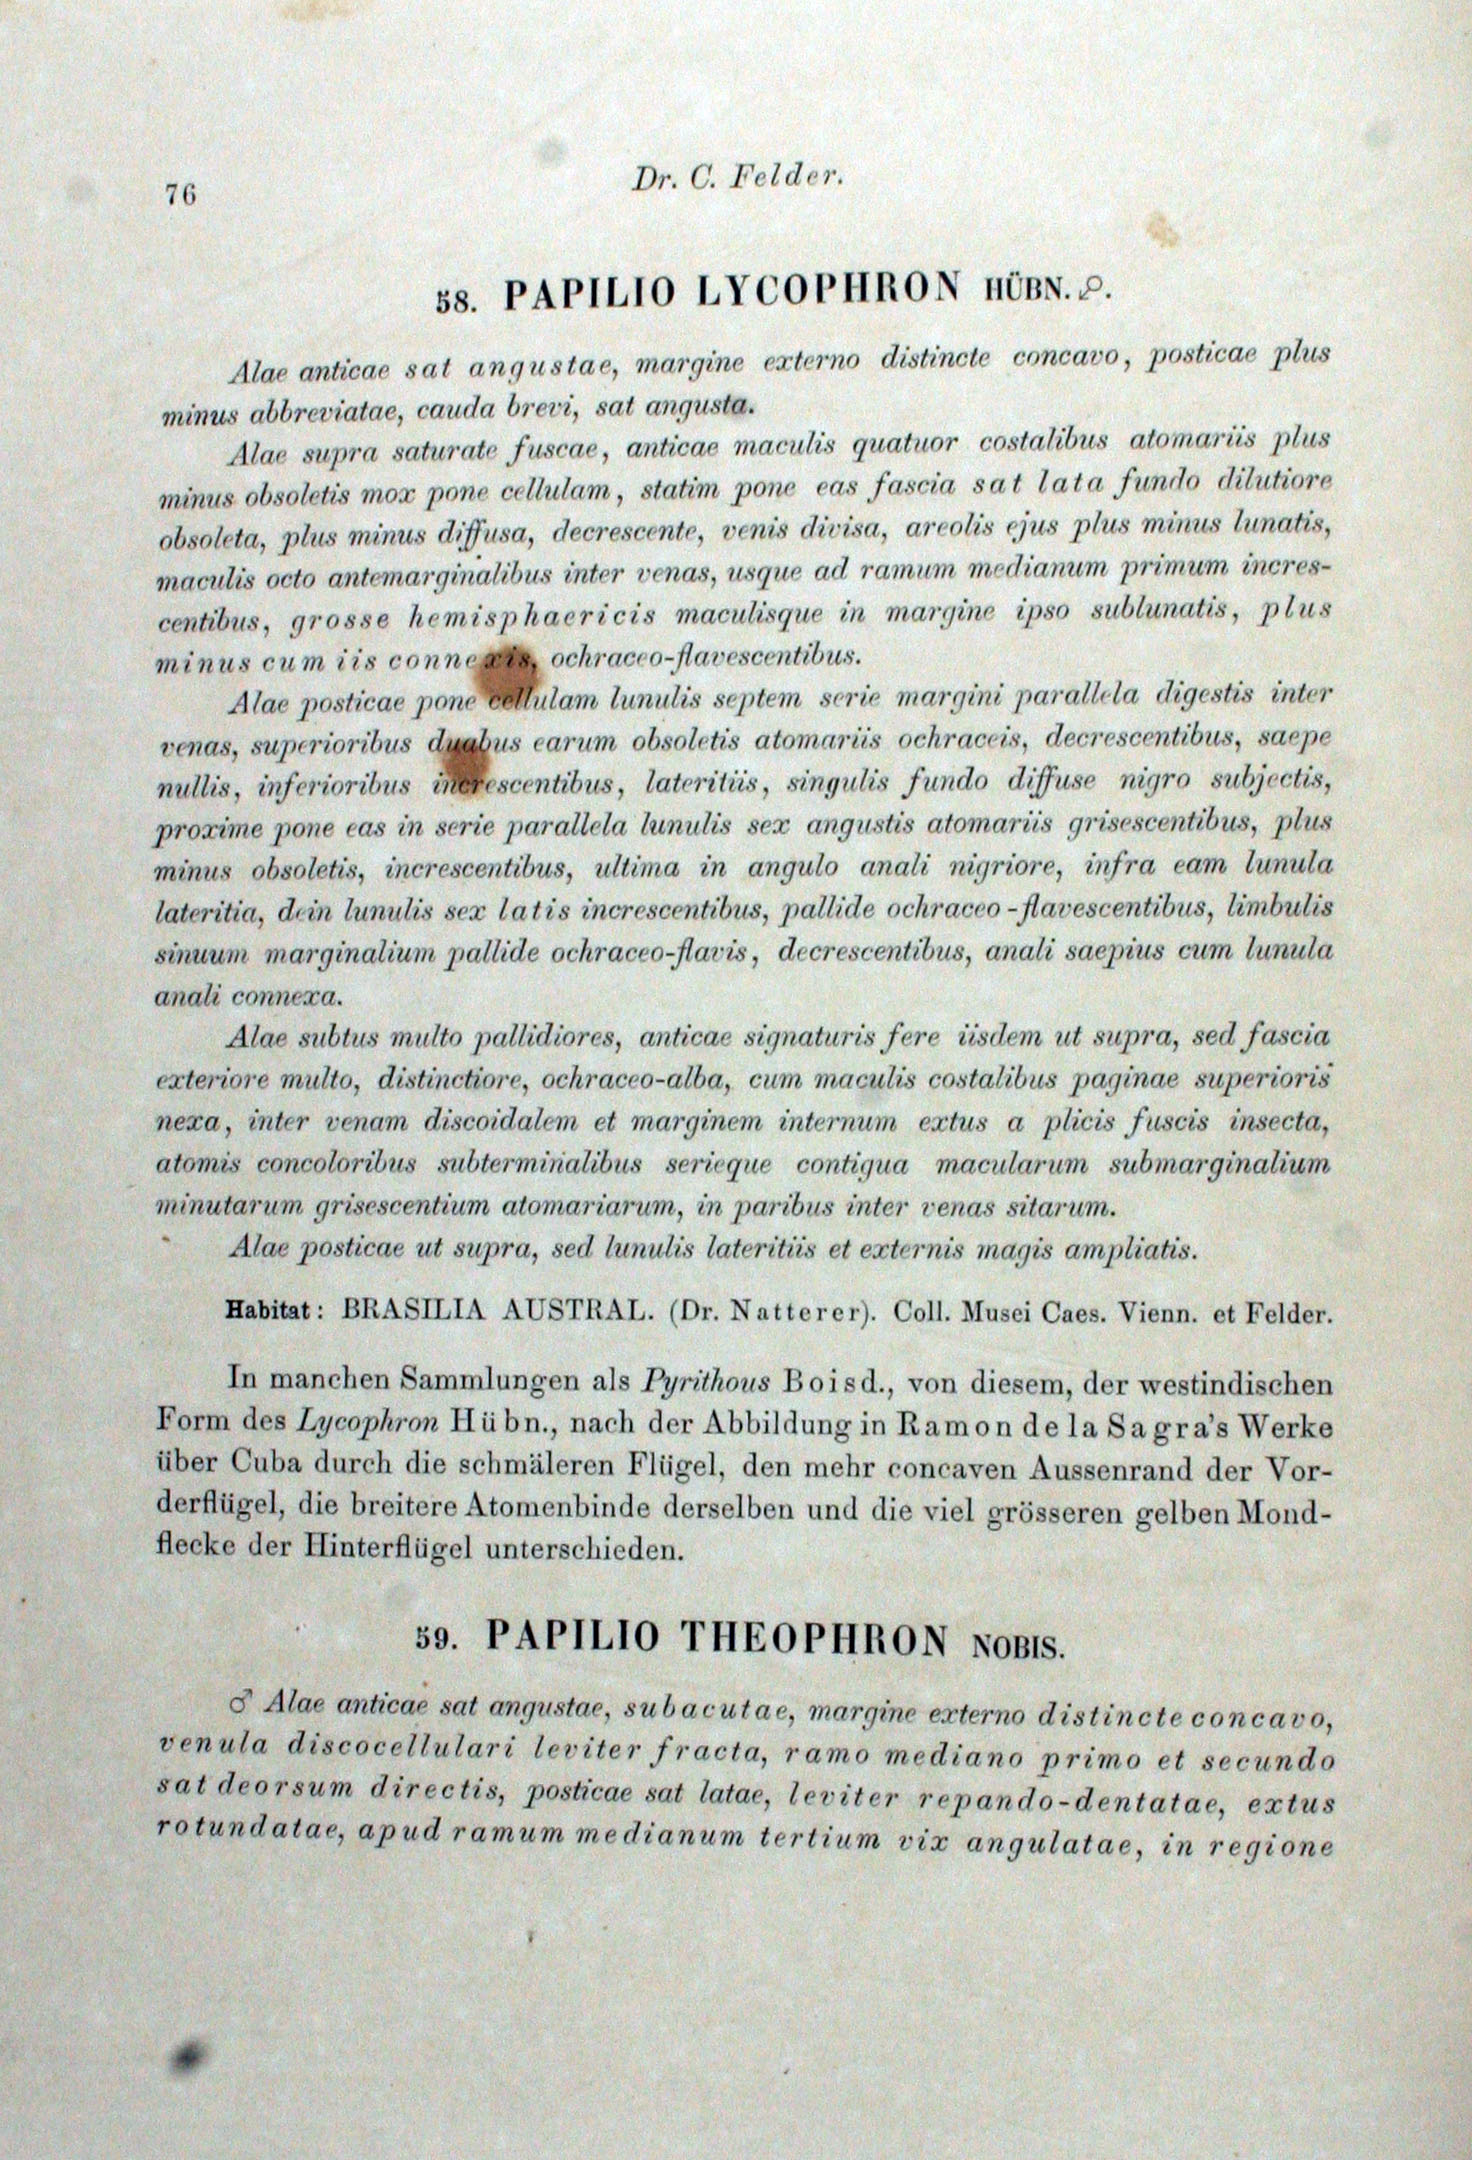 76
Dr. C. Felder.
58. PAPILIO LYCOPHRON HÜBN. ♂.
Alae anticae sat angustae, margine externo distincte concavo, posticae plus
minus abbreviatae, cauda brevi, sat angusta.
Alae supra saturate fuscae, anticae maculis quatuor costalibus atomariis plus
minus obsoletis mox pone cellulam, statim pone eas fascia sat lata fundo dilutiore
obsoleta, plus minus diffusa, decrescente, venis divisa, areolis ejus plus minus lunatis,
maculis octo antemarginalibus inter venas, usque ad ramum medianum primum incres-
centibus, grosse hemisphaericis maculisque in margine ipso sublunatis, plus
minus cum iis connexis, ochraceo-flavescentibus.
Alae posticae pone cellulam lunulis septem serie margini parallela digestis inter
venas, superioribus duabus earum obsoletis atomariis ochraceis, decrescentibus, saepe
nullis, inferioribus increscentibus, lateritiis, singulis fundo diffuse nigro subjectis,
proxime pone eas in serie parallela lunulis sex angustis atomariis grisescentibus, plus
minus obsoletis, increscentibus, ultima in angulo anali nigriore, infra eam lunula
lateritia, dein lunulis sex latis increscentibus, pallide ochraceo-flavescentibus, limbulis
sinuum marginalium pallide ochraceo-flavis, decrescentibus, anali saepius cum lunula
anali connexa.
Alae subtus multo pallidiores, anticae signaturis fere iisdem ut supra, sed fascia
exteriore multo, distinctiore, ochraceo-alba, cum maculis costalibus paginae superioris
nexa, inter venam discoidalem et marginem internum extus a plicis fuscis insecta,
atomis concoloribus subterminalibus serieque contigua macularum submarginalium
minutarum grisescentium atomariarum, in paribus inter venas sitarum.
Alae posticae ut supra, sed lunulis lateritiis et externis magis ampliatis.
Habitat: BRASILIA AUSTRAL. (Dr. Natterer). Coll. Musei Caes. Vienn. et Felder.
In manchen Sammlungen als Pyrithous Boisd., von diesem, der westindischen
Form des Lycophron Hübn., nach der Abbildung in Ramon de la Sagra's Werke
über Cuba durch die schmäleren Flügel, den mehr concaven Aussenrand der Vor-
derflügel, die breitere Atomenbinde derselben und die viel grösseren gelben Mond-
flecke der Hinterflügel unterschieden.
59. PAPILIO THEOPHRON NOBIS.
♂ Alae anticae sat angustae, subacutae, margine externo distincte concavo,
venula discocellulari leviter fracta, ramo mediano primo et secundo
sat deorsum directis, posticae sat latae, leviter repando-dentatae, extus
rotundatae, apud ramum medianum tertium vix angulatae, in regione